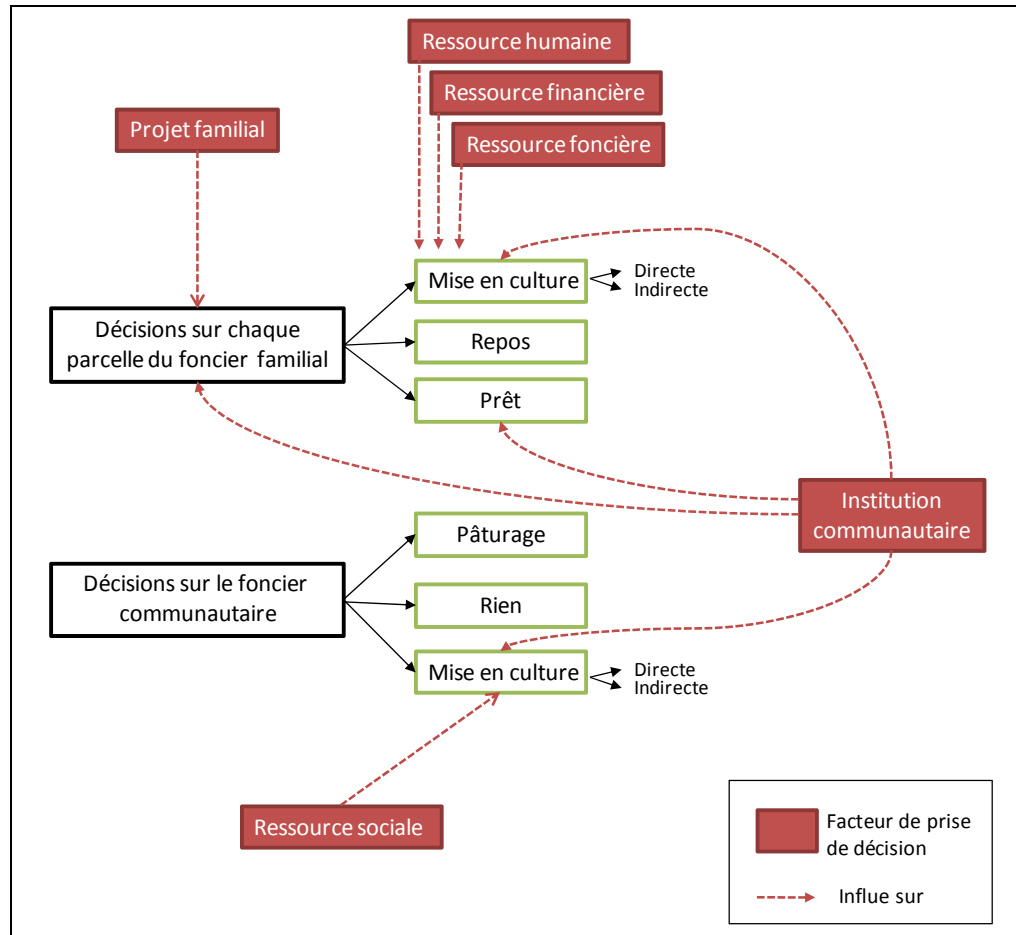 Ressource humaine
Ressource financière
Ressource foncière
Projet familial
Mise en culture
Directe
Indirecte
Décisions sur chaque
parcelle du foncier familial
Repos
Prêt
Institution
communautaire
Pâturage
Décisions sur le foncier
communautaire
Rien
Mise en culture
Directe
Indirecte
Ressource sociale
Facteur de prise
de décision
Influe sur